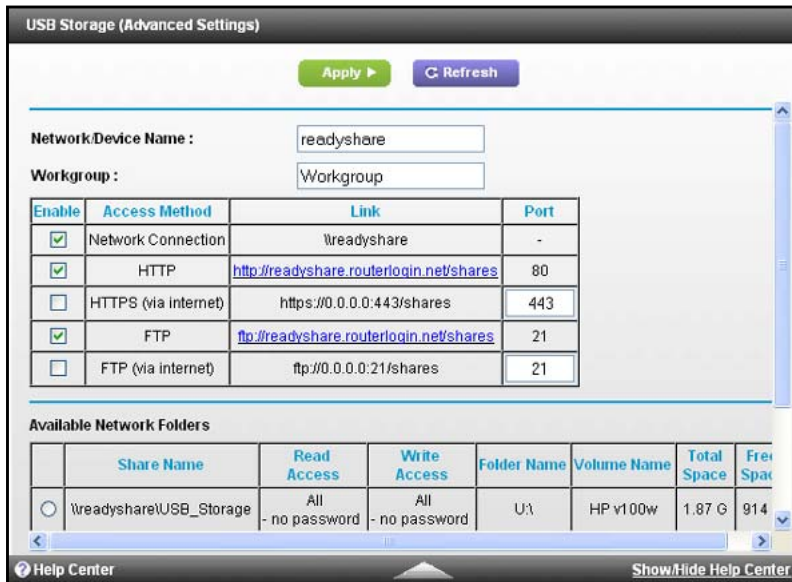 USB Storage (Advanced Settings)
Apply
Refresh
Network/Device Name :
readyshare
Workgroup :
Workgroup
Enable Access Method Link Port
Network Connection \\readyshare -
HTTP http://readyshare.routerlogin.net/shares 80
HTTPS (via internet) https://0.0.0.0:443/shares 443
FTP ftp://readyshare.routerlogin.net/shares 21
FTP (via internet) ftp://0.0.0.0:21/shares 21
Available Network Folders
Share Name Read Access Write Access Folder Name Volume Name Total Space
\\readyshare\USB_Storage All - no password All - no password U:\ HP v100w 1.87 G 914
Help Center
Show/Hide Help Center